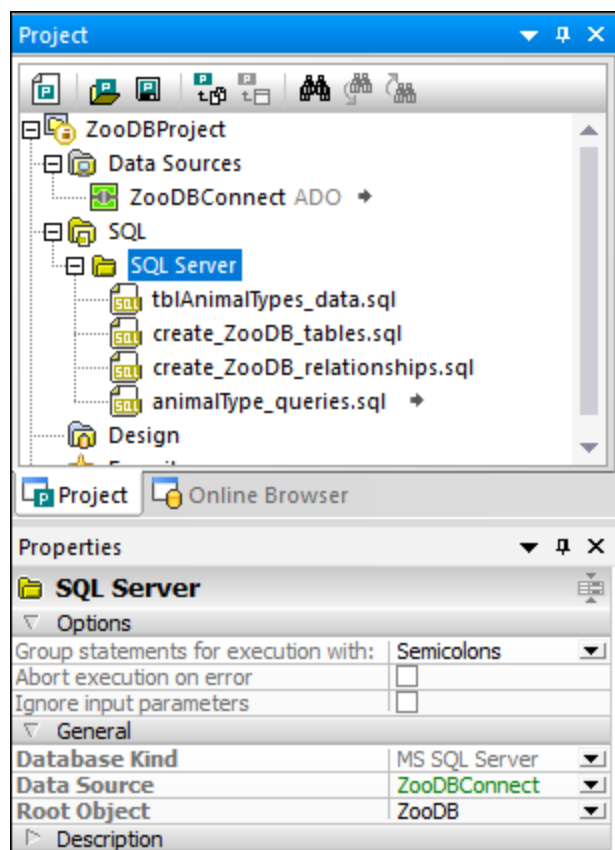 Project
ZooDBProject
Data Sources
ZooDBConnect ADO
SQL
SQL Server
tblAnimalTypes_data.sql
create_ZooDB_tables.sql
create_ZooDB_relationships.sql
animalType_queries.sql
Design
Project Online Browser
Properties
SQL Server
Options
Group statements for execution with: Semicolons
Abort execution on error
Ignore input parameters
General
Database Kind MS SQL Server
Data Source ZooDBConnect
Root Object ZooDB
Description